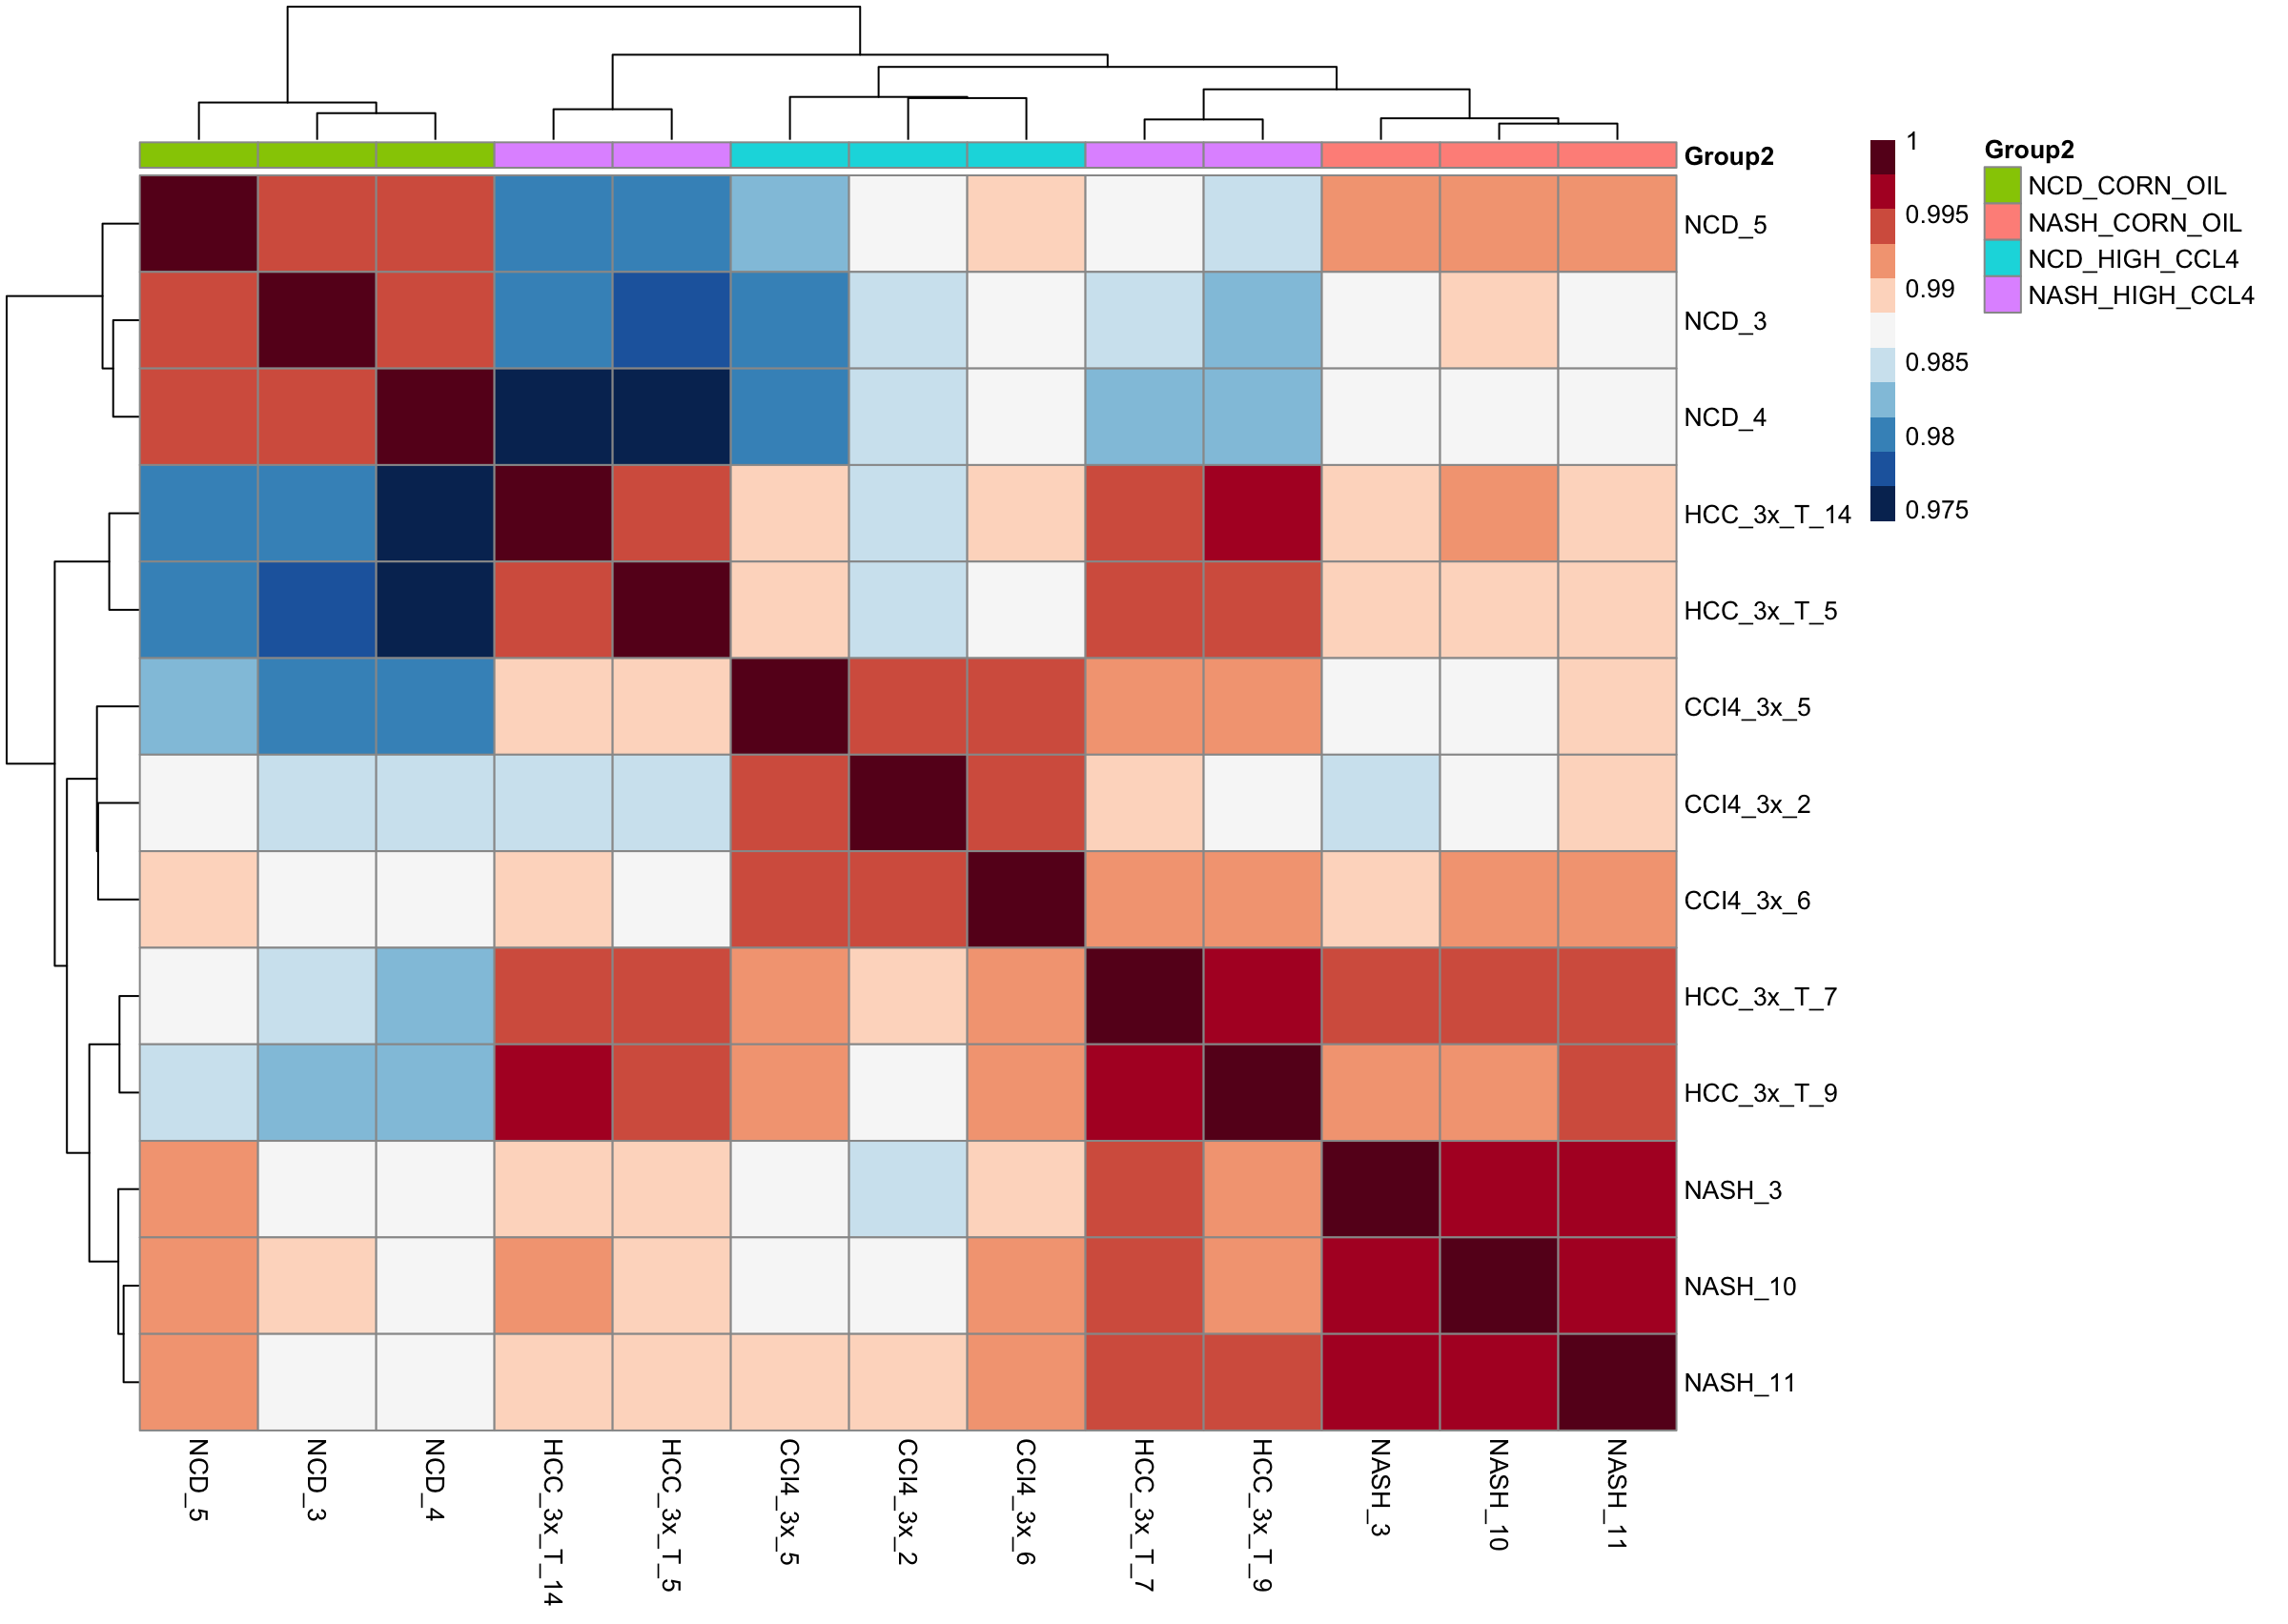 Group2
NCD_5
NCD_3
NCD_4
HCC_3x_T_14
HCC_3x_T_5
CCl4_3x_5
CCl4_3x_2
CCl4_3x_6
HCC_3x_T_7
HCC_3x_T_9
NASH_3
NASH_10
NASH_11
NCD_5
NCD_3
NCD_4
HCC_3x_T_14
HCC_3x_T_5
CCl4_3x_5
CCl4_3x_2
CCl4_3x_6
HCC_3x_T_7
HCC_3x_T_9
NASH_3
NASH_10
NASH_11
1
0.995
0.99
0.985
0.98
0.975
Group2
NCD_CORN_OIL
NASH_CORN_OIL
NCD_HIGH_CCL4
NASH_HIGH_CCL4